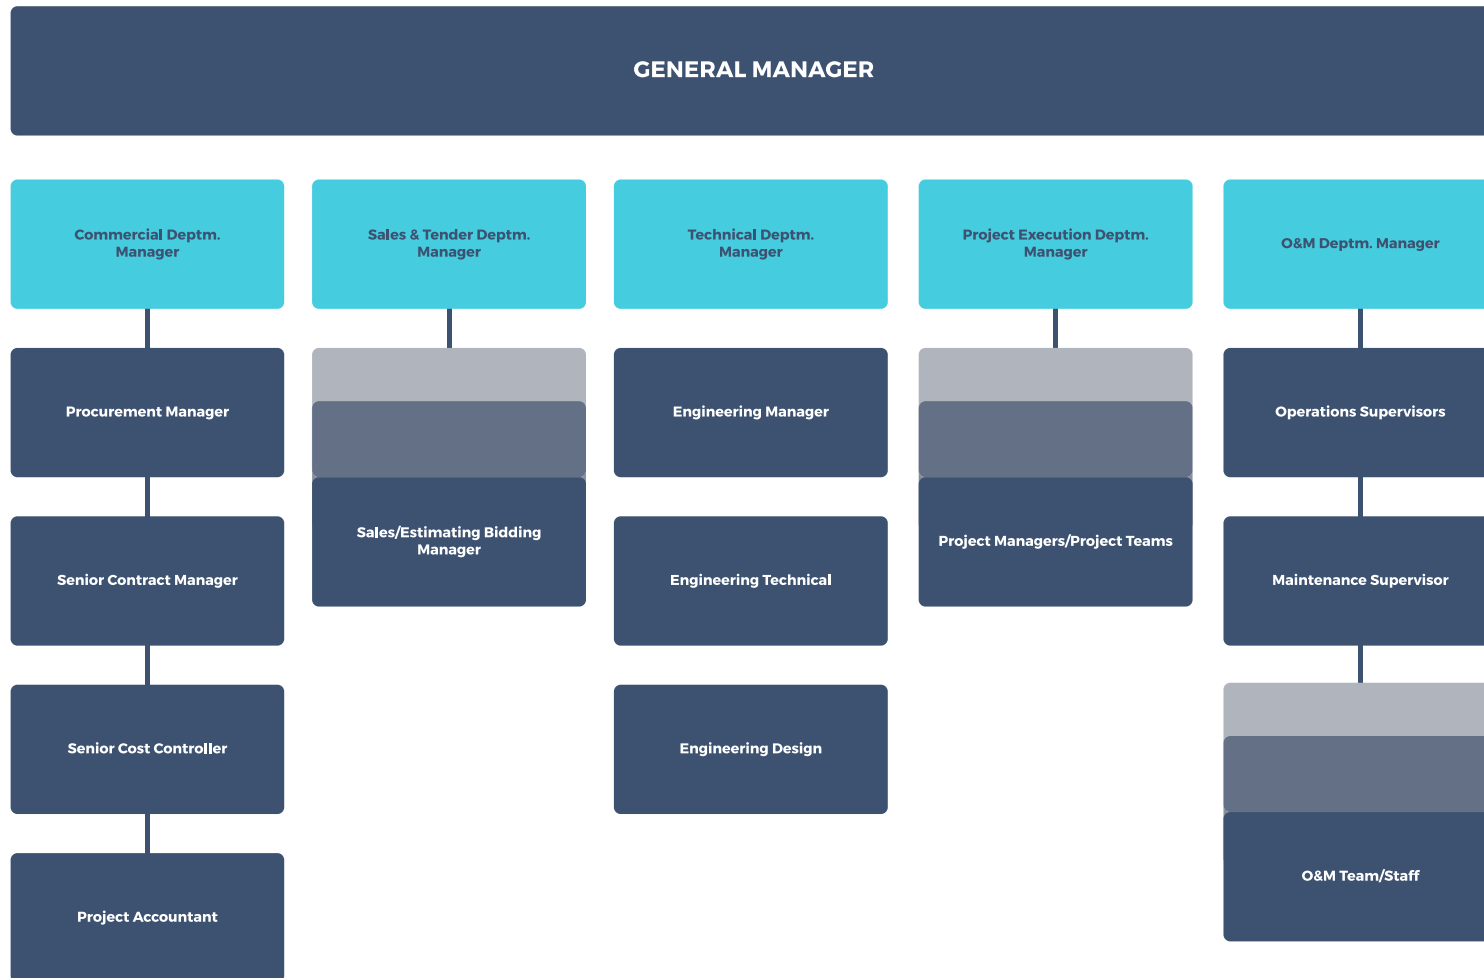 GENERAL MANAGER
Commercial Deptm.
Manager
Sales & Tender Deptm.
Manager
Technical Deptm.
Manager
Project Execution Deptm.
Manager
O&M Deptm. Manager
Procurement Manager
Engineering Manager
Operations Supervisors
Sales/Estimating Bidding
Manager
Project Managers/Project Teams
Senior Contract Manager
Engineering Technical
Maintenance Supervisor
Senior Cost Controller
Engineering Design
O&M Team/Staff
Project Accountant